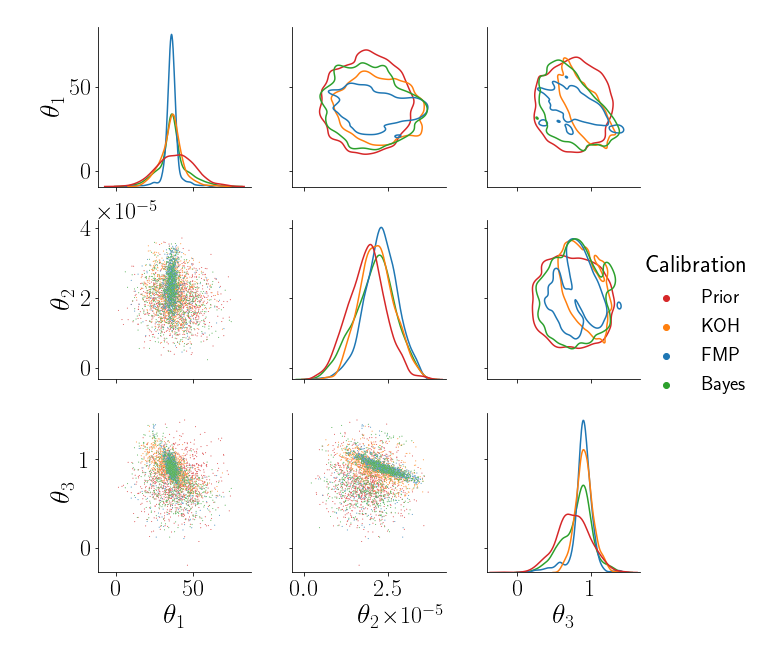 θ₁
50
0
×10⁻⁵
θ₂
4
2
0
Calibration
Prior
KOH
FMP
Bayes
θ₃
1
0
0 50
0.0 2.5
0 1
θ₁
θ₂×10⁻⁵
θ₃